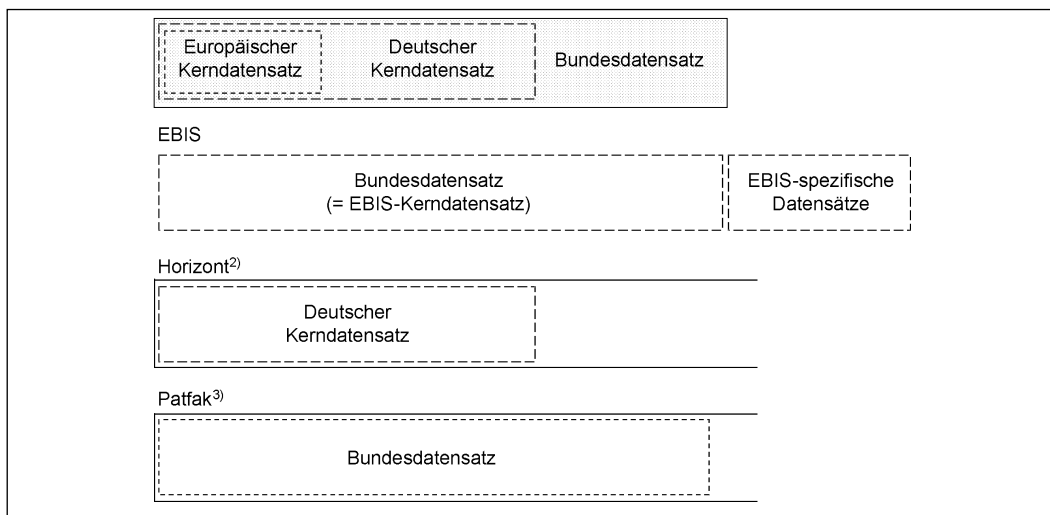 Europäischer
Kerndatensatz
Deutscher
Kerndatensatz
Bundesdatensatz
EBIS
Bundesdatensatz
(= EBIS-Kerndatensatz)
EBIS-spezifische
Datensätze
Horizont2)
Deutscher
Kerndatensatz
Patfak3)
Bundesdatensatz